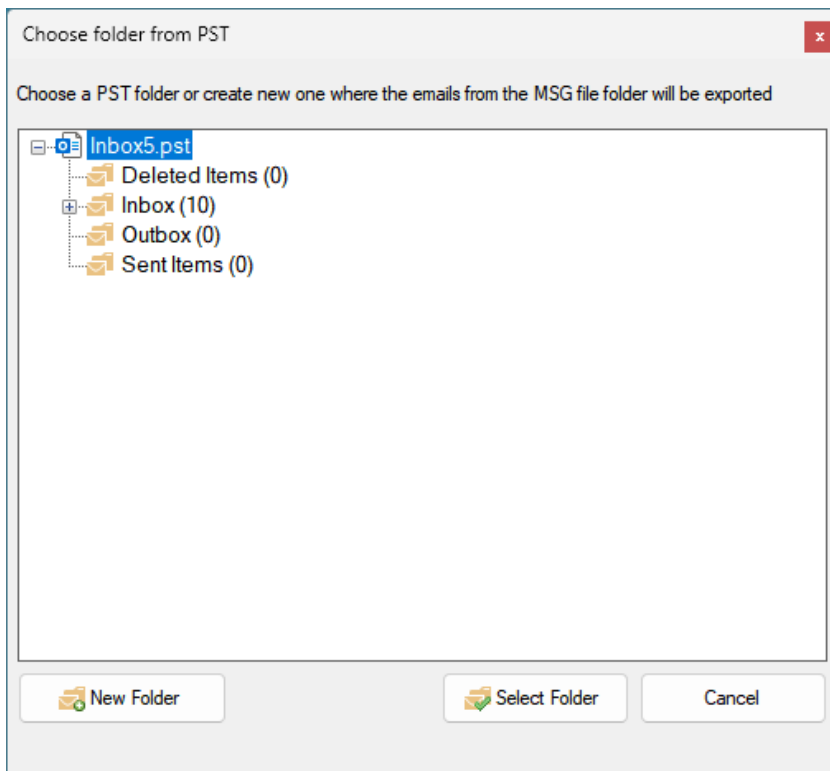 Choose folder from PST
x
Choose a PST folder or create new one where the emails from the MSG file folder will be exported
Inbox5.pst
Deleted Items (0)
Inbox (10)
Outbox (0)
Sent Items (0)
New Folder
Select Folder
Cancel